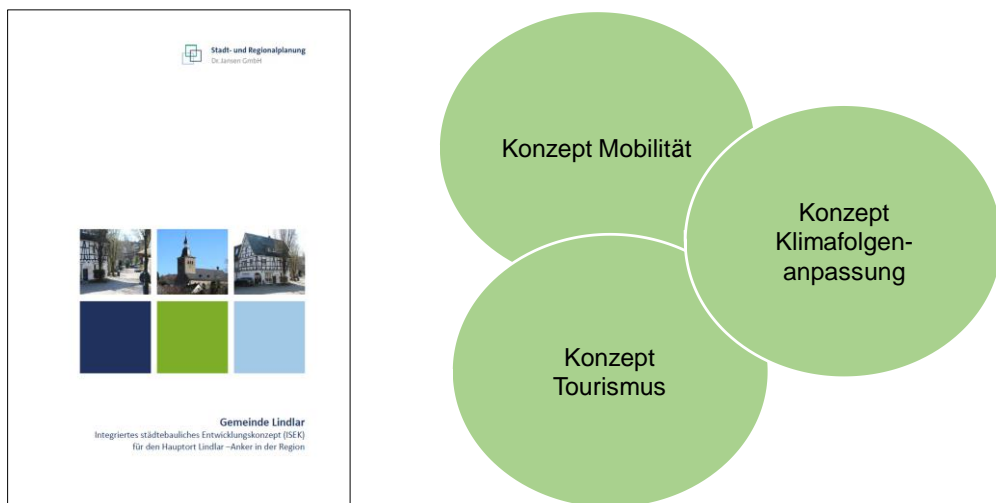 Stadt- und Regionalplanung
Dr. Jansen GmbH
Gemeinde Lindlar
Integriertes städtebauliches Entwicklungskonzept (ISEK)
für den Hauptort Lindlar –Anker in der Region
Konzept Mobilität
Konzept
Klimafolgen-
anpassung
Konzept
Tourismus